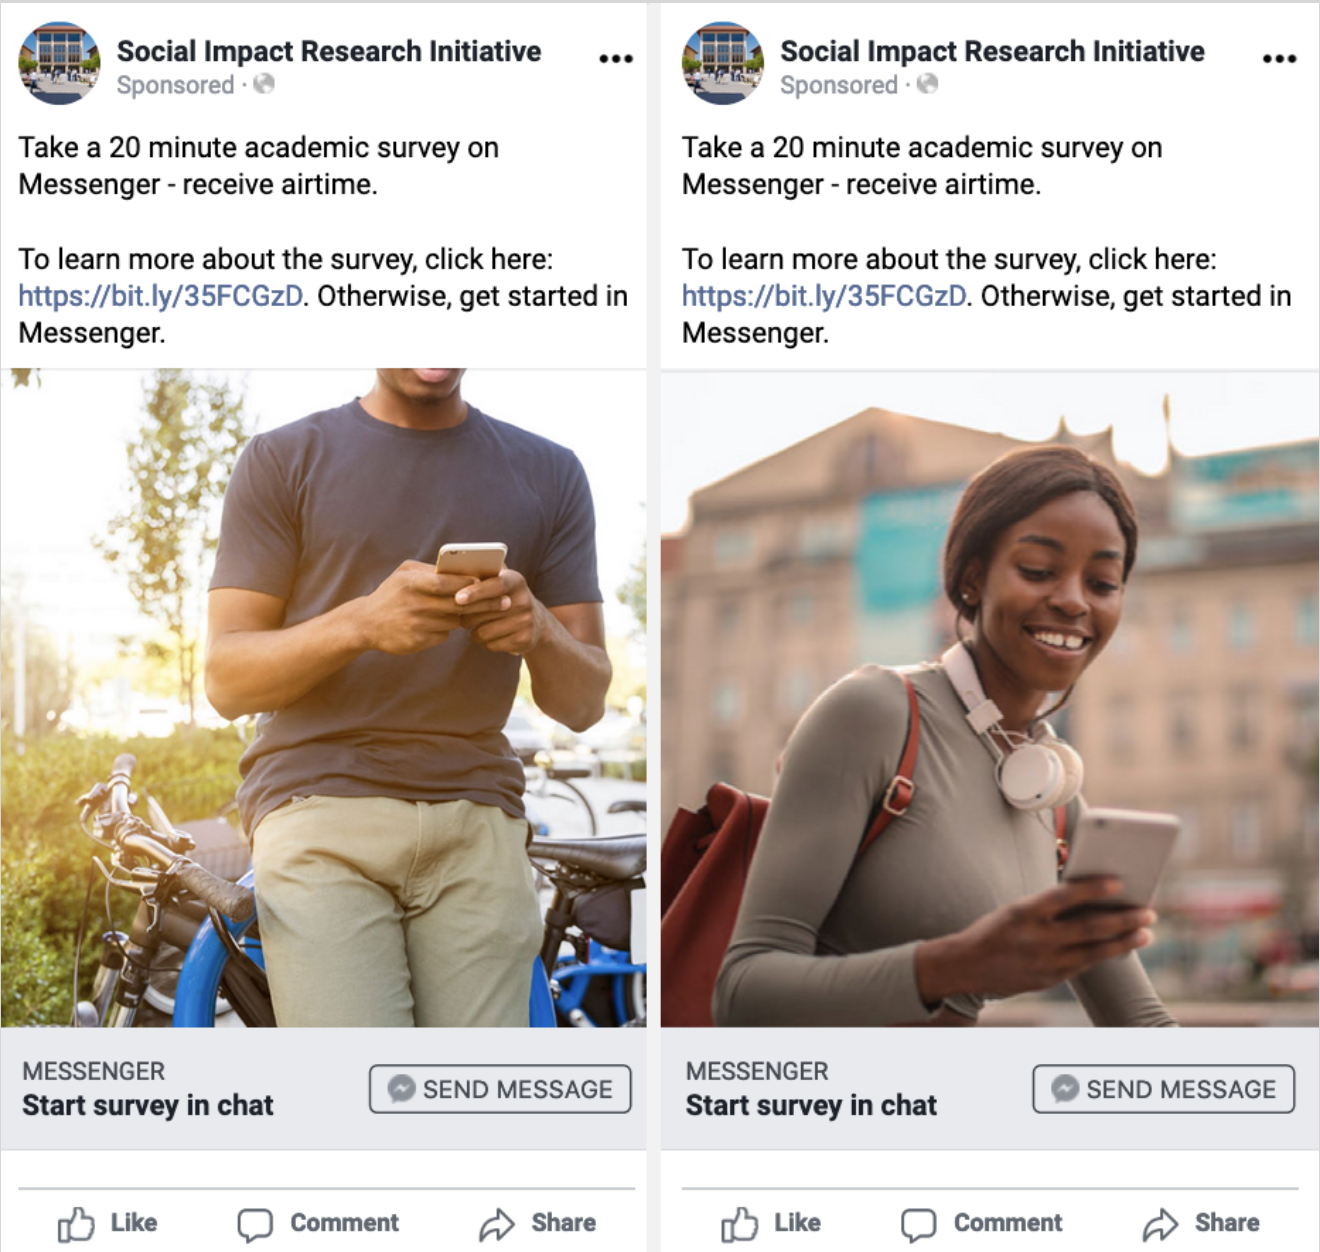 Social Impact Research Initiative
Sponsored ·
Take a 20 minute academic survey on
Messenger - receive airtime.
To learn more about the survey, click here:
https://bit.ly/35FCGzD. Otherwise, get started in
Messenger.
MESSENGER
Start survey in chat
SEND MESSAGE
Like
Comment
Share
Social Impact Research Initiative
Sponsored ·
Take a 20 minute academic survey on
Messenger - receive airtime.
To learn more about the survey, click here:
https://bit.ly/35FCGzD. Otherwise, get started in
Messenger.
MESSENGER
Start survey in chat
SEND MESSAGE
Like
Comment
Share